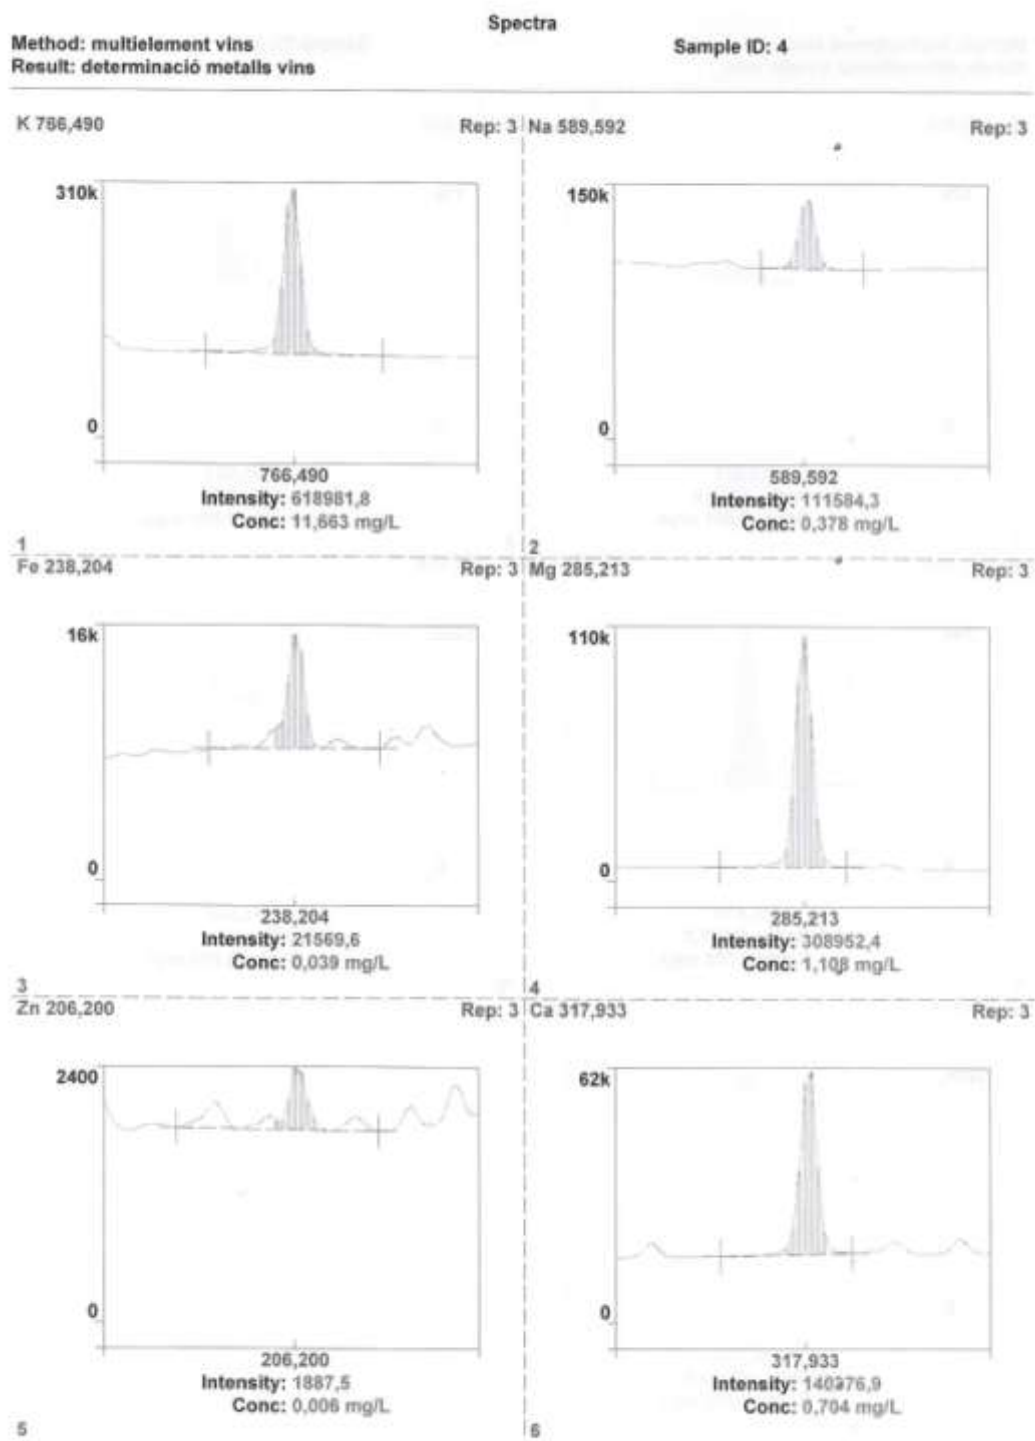 Spectra
Method: multielement vins
Sample ID: 4
Result: determinació metalls vins
K 766,490
Rep: 3
310k
0
766,490
Intensity: 618981,8
Conc: 11,663 mg/L
1
Na 589,592
Rep: 3
150k
0
589,592
Intensity: 111584,3
Conc: 0,378 mg/L
2
Fe 238,204
Rep: 3
16k
0
238,204
Intensity: 21569,6
Conc: 0,039 mg/L
3
Mg 285,213
Rep: 3
110k
0
285,213
Intensity: 308952,4
Conc: 1,108 mg/L
4
Zn 206,200
Rep: 3
2400
0
206,200
Intensity: 1887,5
Conc: 0,006 mg/L
5
Ca 317,933
Rep: 3
62k
0
317,933
Intensity:
Conc: 0,704 mg/L
6